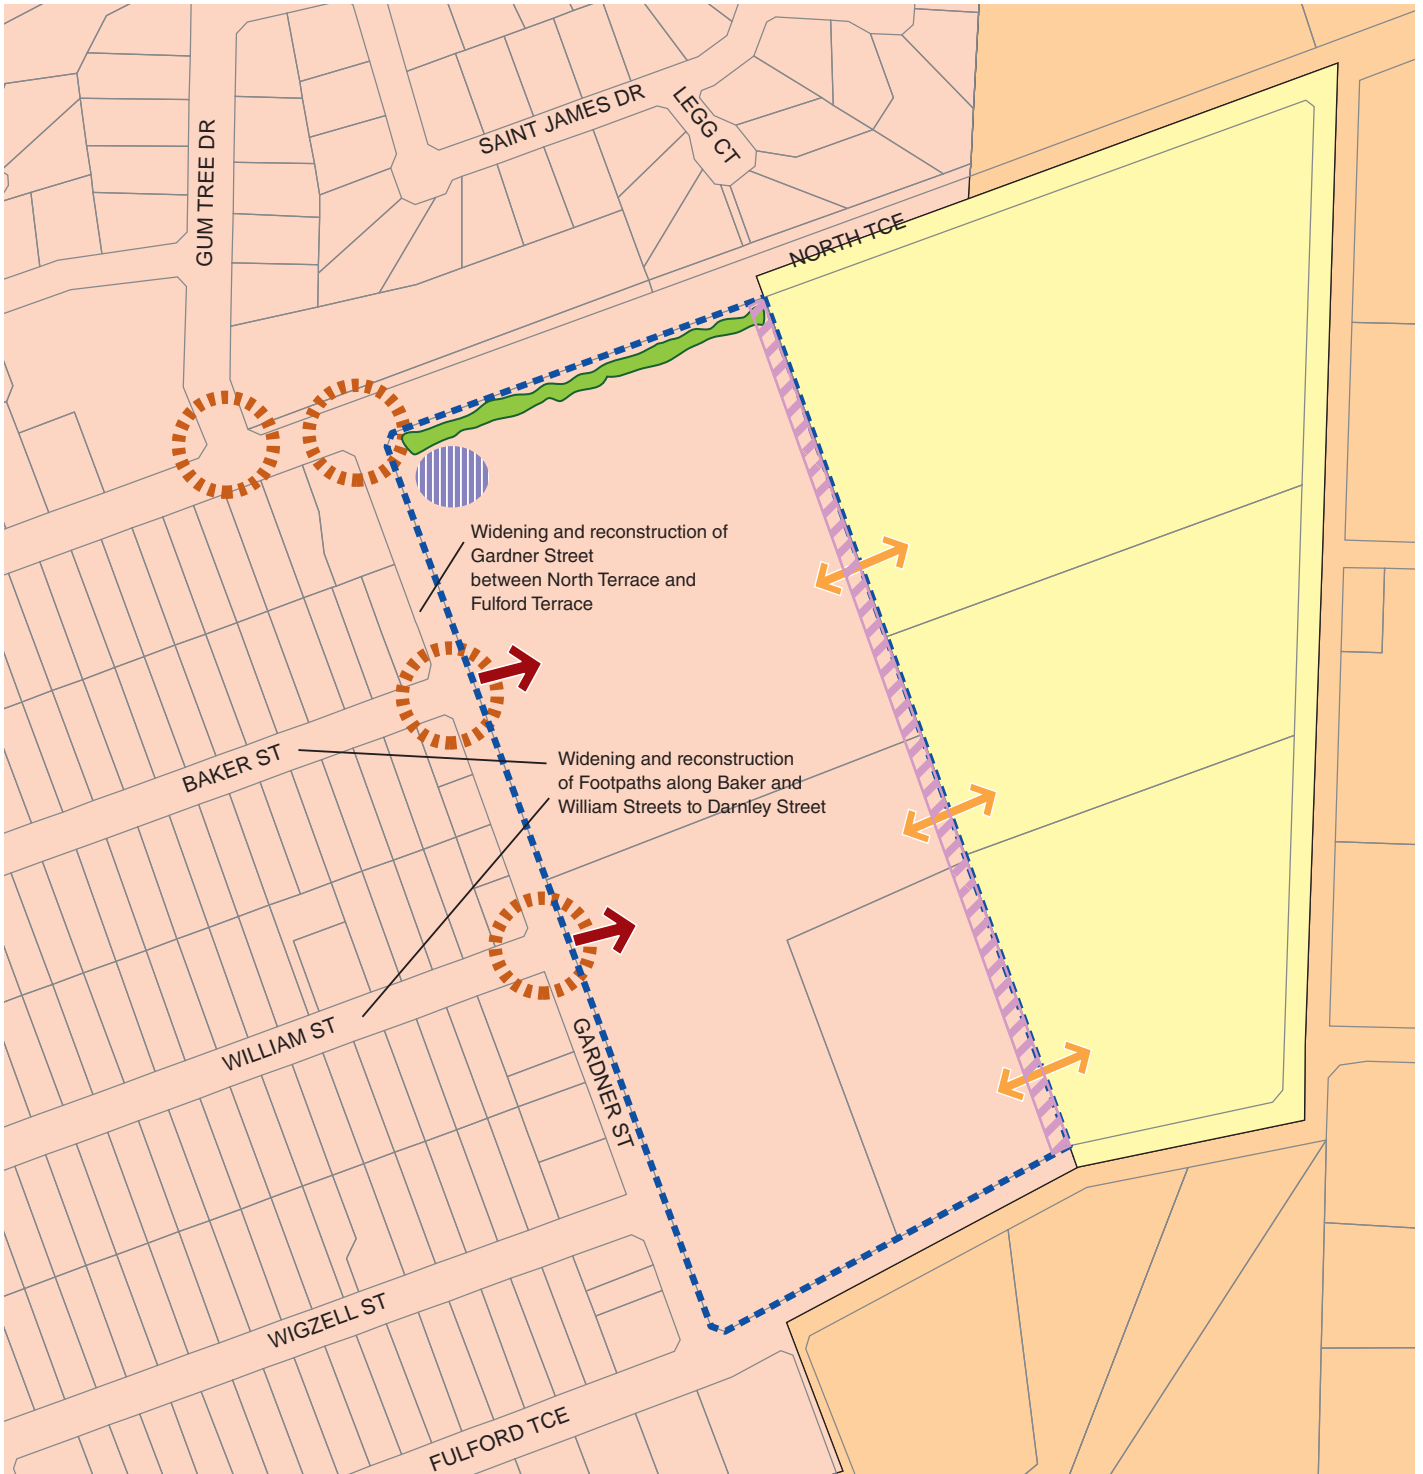 SAINT JAMES DR
LEGG CT
GUM TREE DR
NORTH TCE
Widening and reconstruction of
Gardner Street
between North Terrace and
Fulford Terrace
BAKER ST
Widening and reconstruction
of Footpaths along Baker and
William Streets to Darnley Street
WILLIAM ST
GARDNER ST
WIGZELL ST
FULFORD TCE